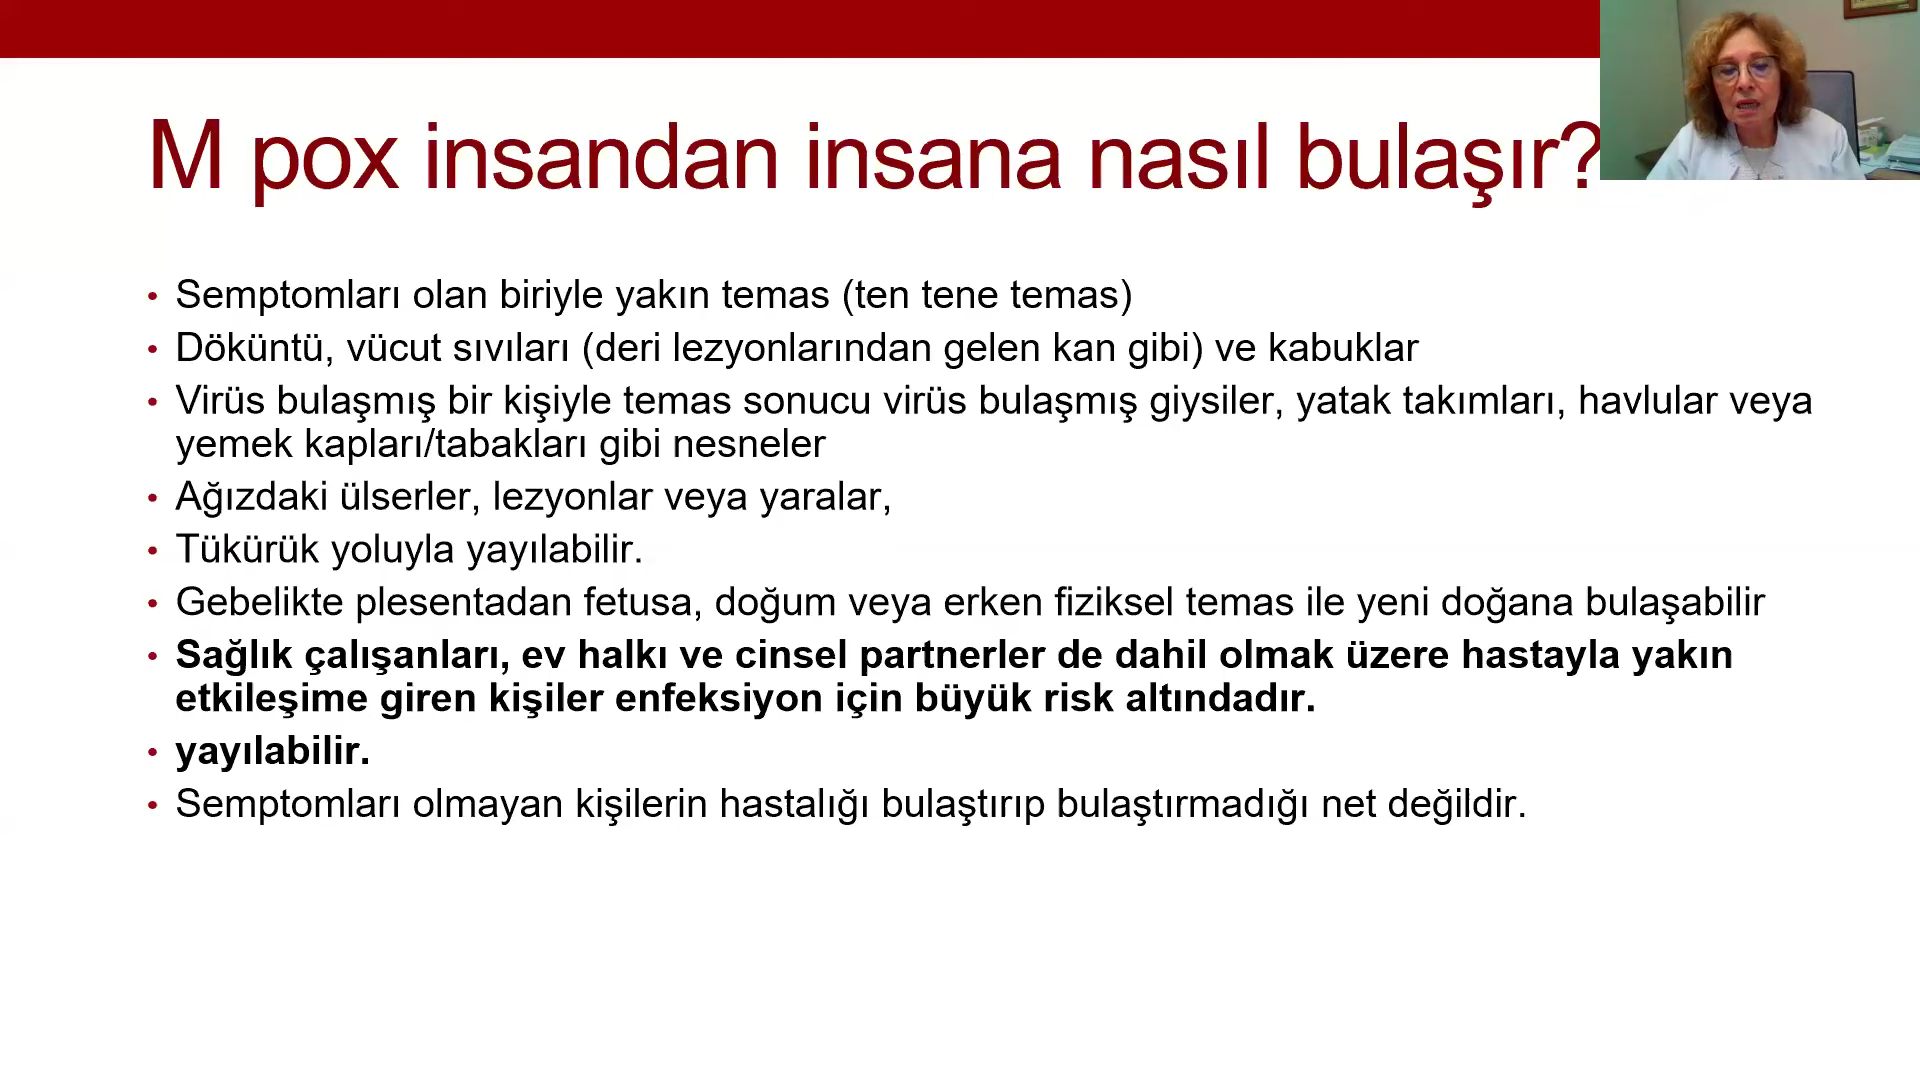 M pox insandan insana nasıl bulaşır?
• Semptomları olan biriyle yakın temas (ten tene temas)
• Döküntü, vücut sıvıları (deri lezyonlarından gelen kan gibi) ve kabuklar
• Virüs bulaşmış bir kişiyle temas sonucu virüs bulaşmış giysiler, yatak takımları, havlular veya
yemek kapları/tabakları gibi nesneler
• Ağızdaki ülserler, lezyonlar veya yaralar,
• Tükürük yoluyla yayılabilir.
• Gebelikte plesentadan fetusa, doğum veya erken fiziksel temas ile yeni doğana bulaşabilir
• Sağlık çalışanları, ev halkı ve cinsel partnerler de dahil olmak üzere hastayla yakın
etkileşime giren kişiler enfeksiyon için büyük risk altındadır.
• yayılabilir.
• Semptomları olmayan kişilerin hastalığı bulaştırıp bulaştırmadığı net değildir.